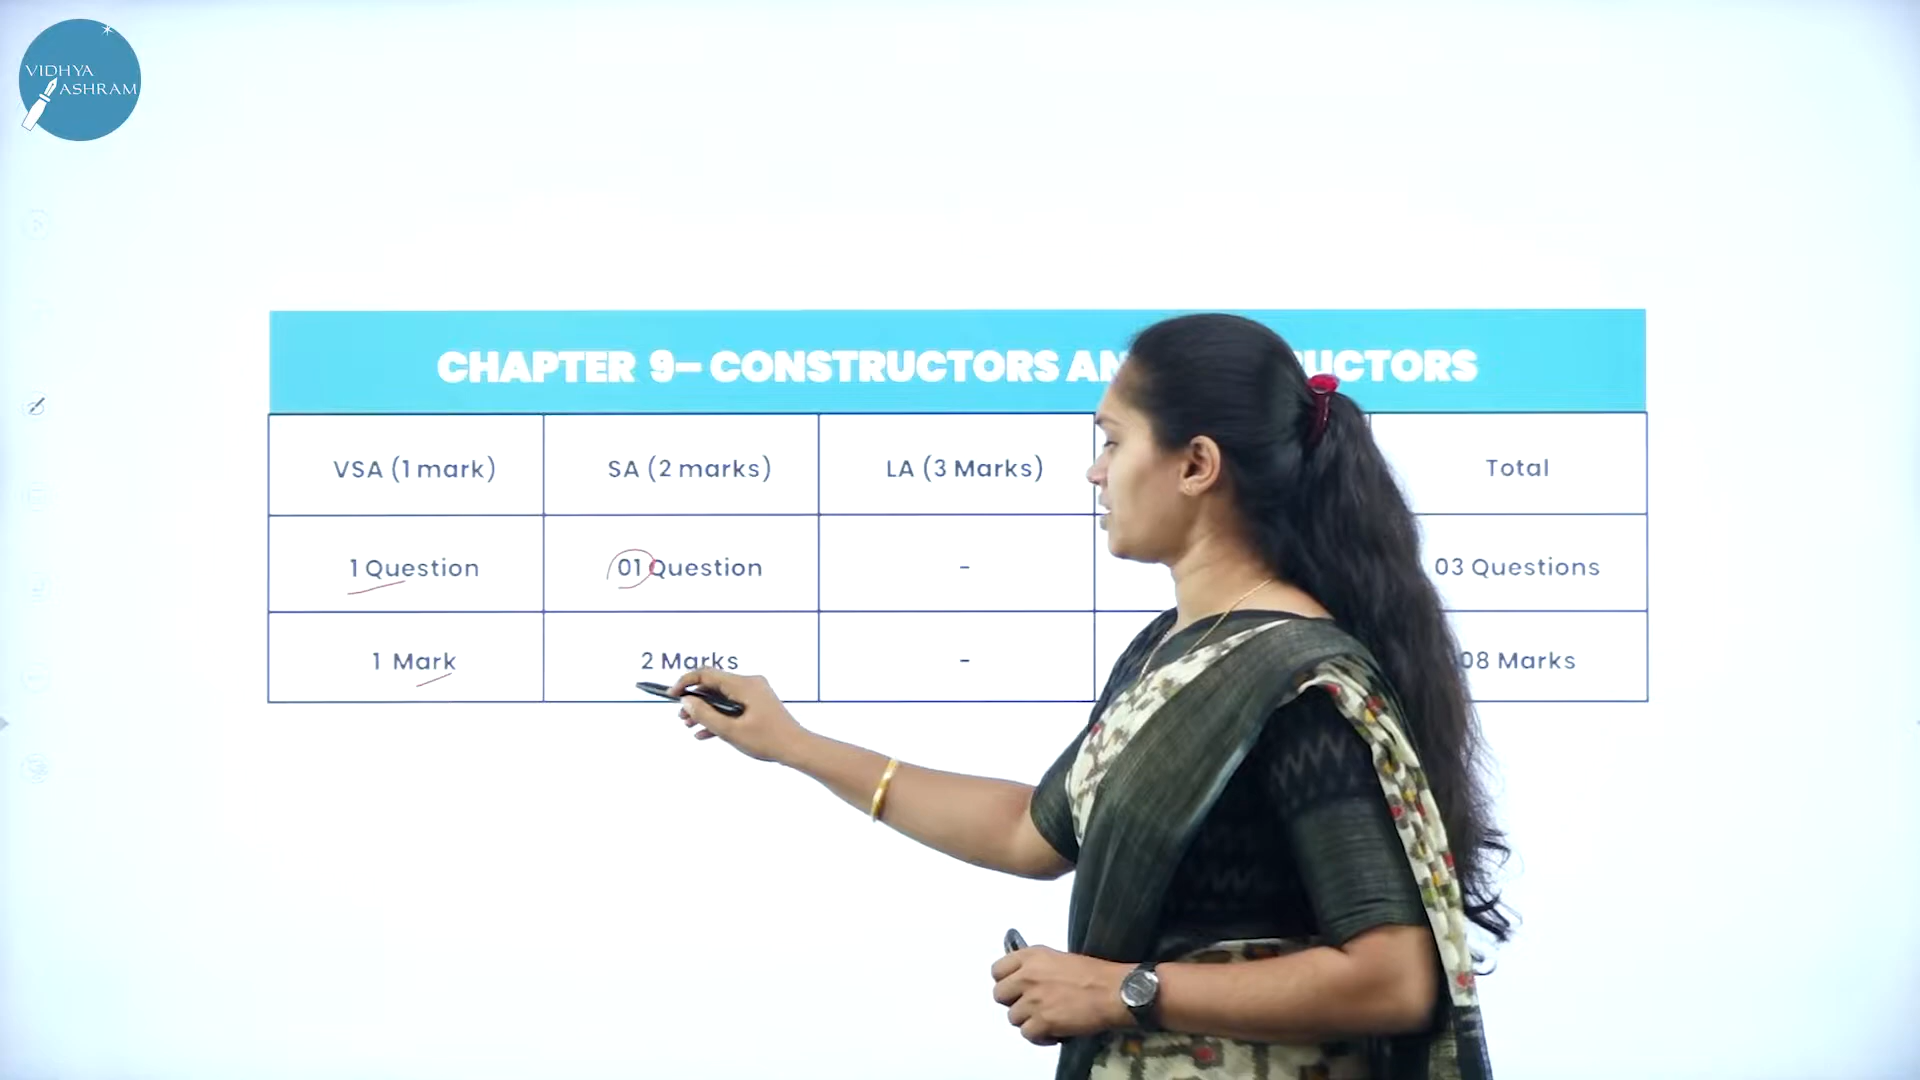 VIDHYA
ASHRAM
CHAPTER 9– CONSTRUCTORS AN UCTORS
VSA (1 mark) SA (2 marks) LA (3 Marks) Total
1 Question 01 Question - 03 Questions
1 Mark 2 Marks - 08 Marks